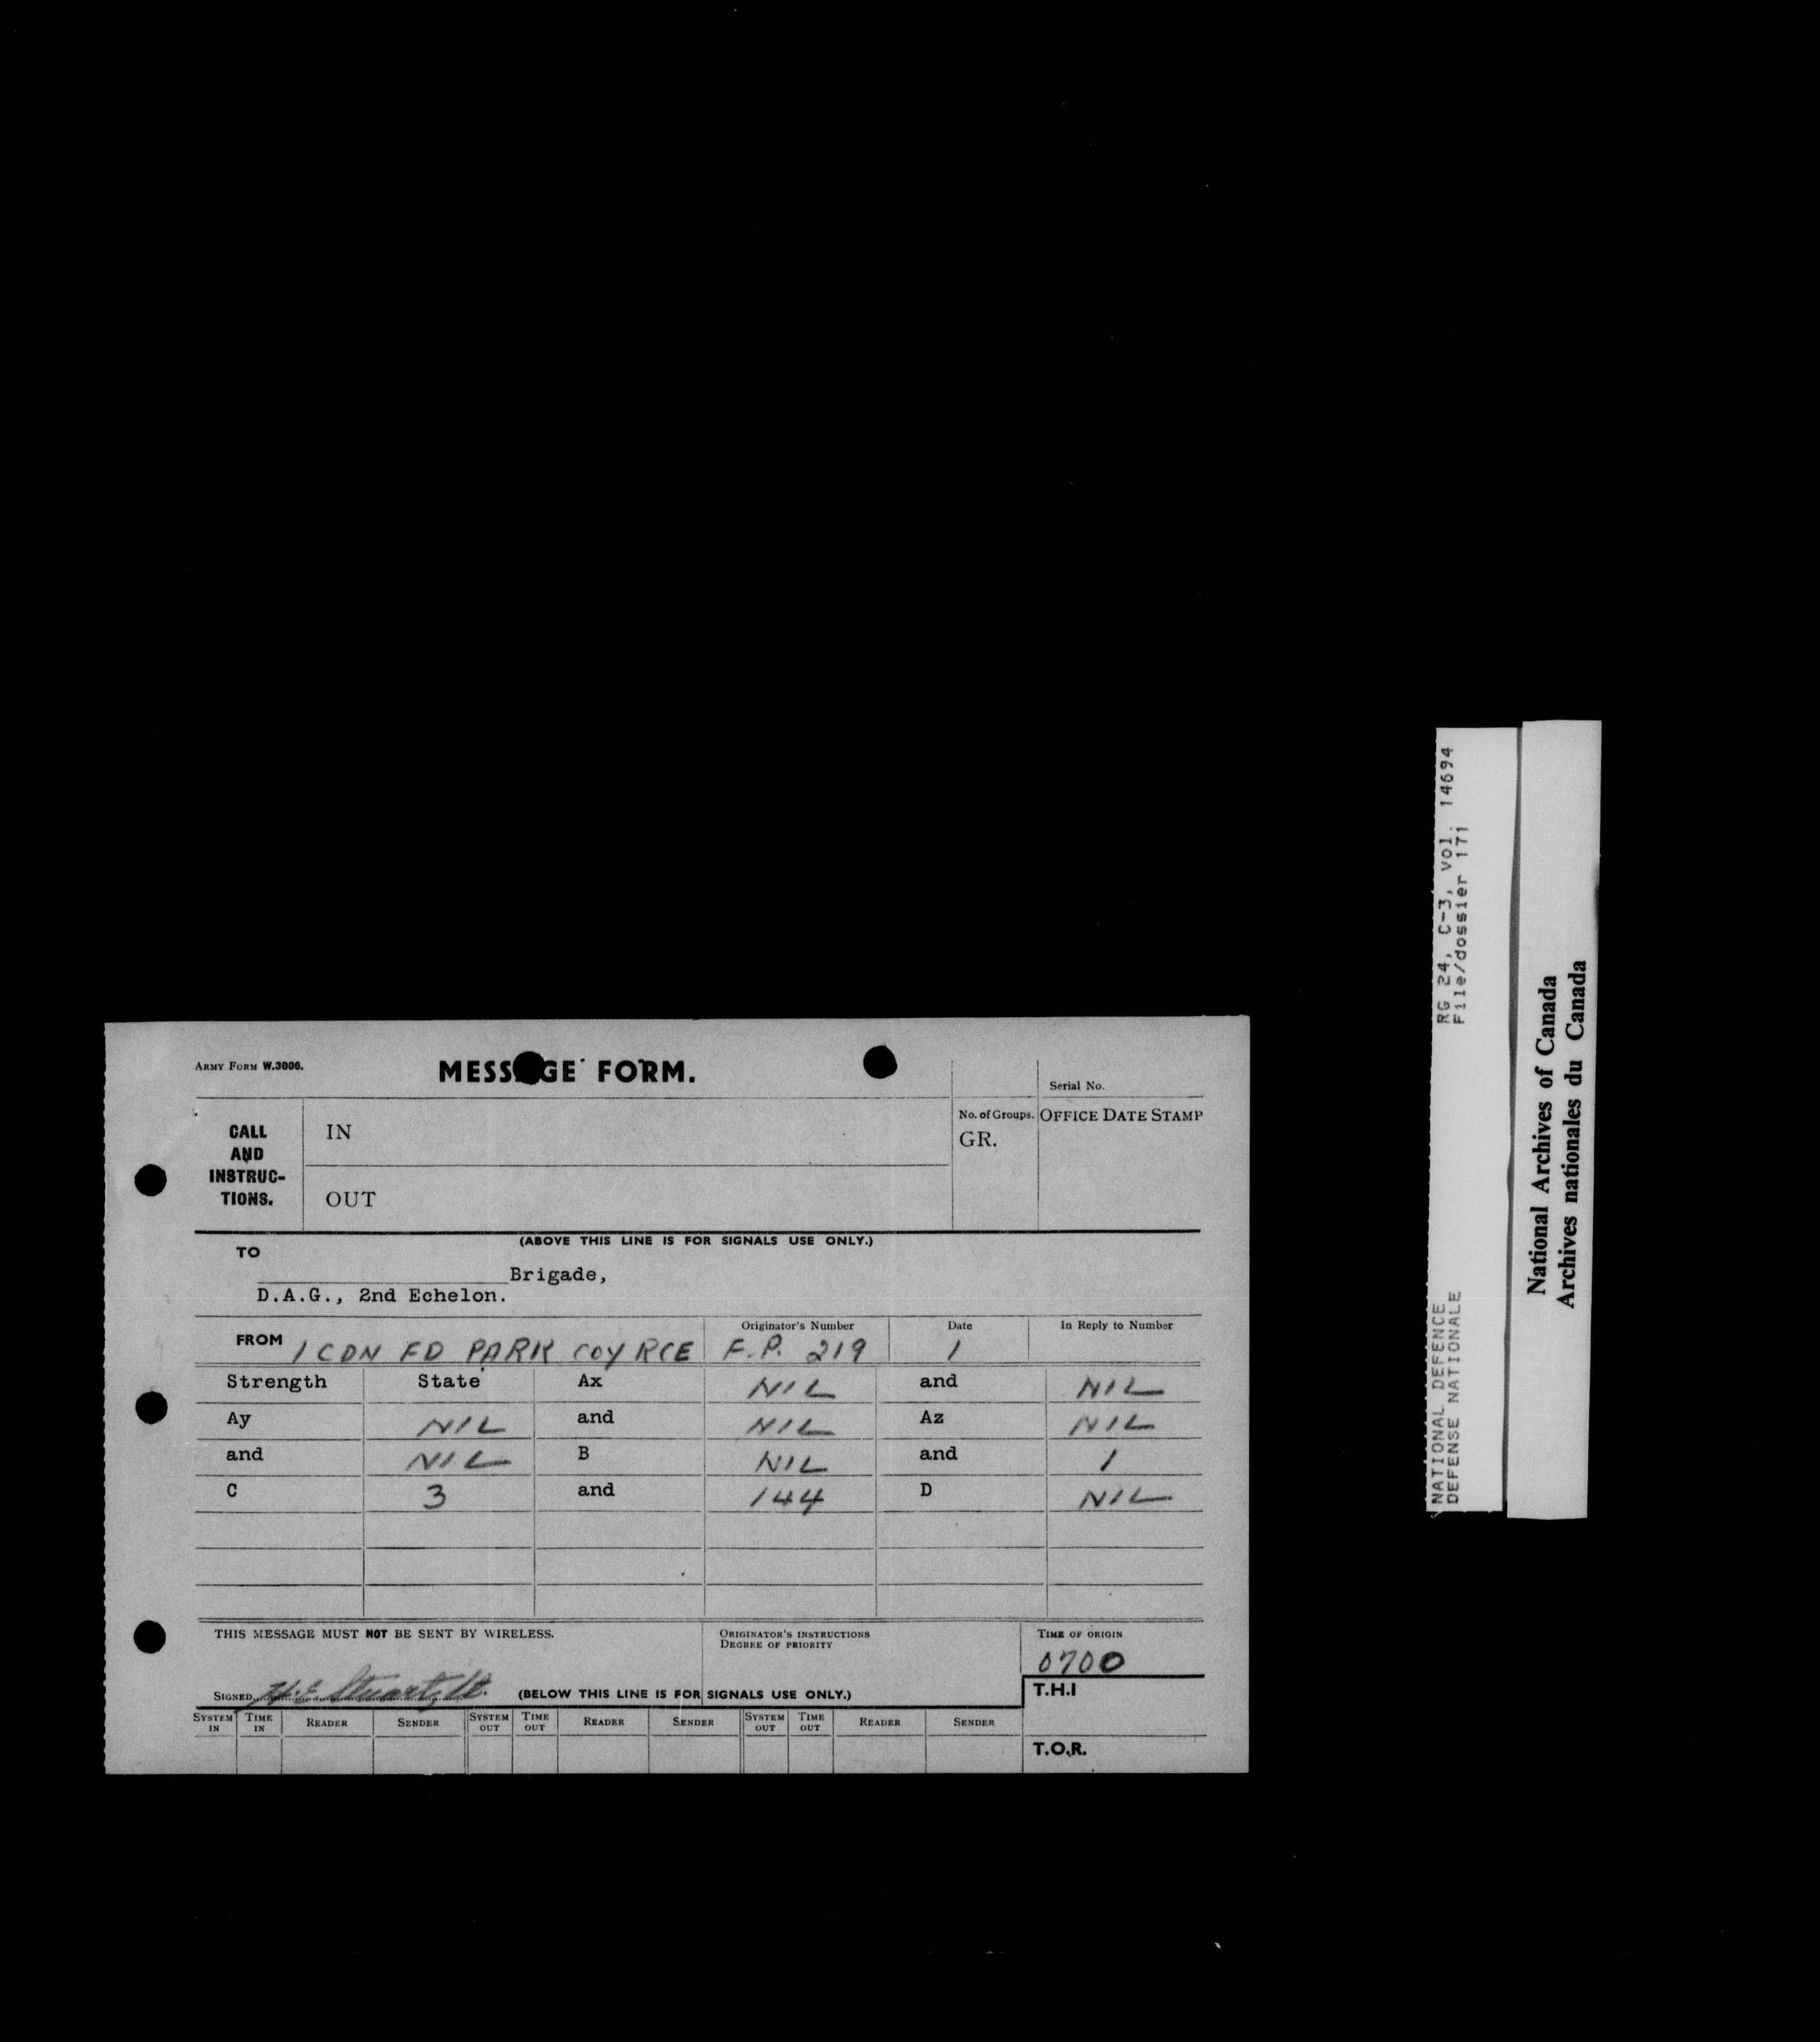 ARMY FORM W.3000.
MESSAGE FORM.
Serial No.
CALL AND INSTRUC-TIONS.
IN
OUT
No. of Groups.
GR.
OFFICE DATE STAMP
(ABOVE THIS LINE IS FOR SIGNALS USE ONLY.)
TO
Brigade,
D.A.G., 2nd Echelon.
FROM 1 CDN FD PARK COY RCE
Originator's Number
F.P. 219
Date
1
In Reply to Number
Strength State Ax NIL and NIL
Ay NIL and NIL Az NIL
and NIL B NIL and 1
C 3 and 144 D NIL
THIS MESSAGE MUST NOT BE SENT BY WIRELESS.
ORIGINATOR'S INSTRUCTIONS
DEGREE OF PRIORITY
TIME OF ORIGIN
0700
SIGNED Stuart, Lt.
(BELOW THIS LINE IS FOR SIGNALS USE ONLY.)
T.H.I
SYSTEM IN TIME IN READER SENDER SYSTEM OUT TIME OUT READER SENDER SYSTEM OUT TIME OUT READER SENDER
T.O.R.
NATIONAL DEFENCE RG 24, C-3, vol. 14694
DEFENSE NATIONALE File/dossier 171
National Archives of Canada
Archives nationales du Canada